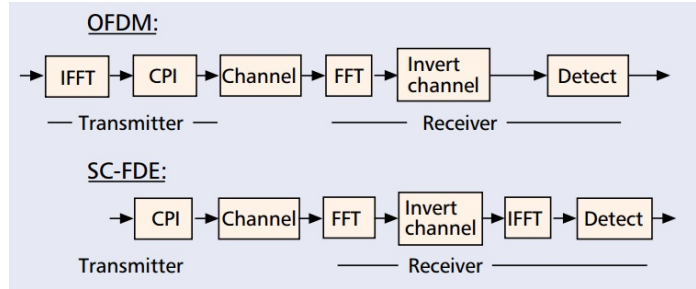 OFDM:
IFFT CPI Channel FFT Invert channel Detect
Transmitter Receiver
SC-FDE:
CPI Channel FFT Invert channel IFFT Detect
Transmitter Receiver